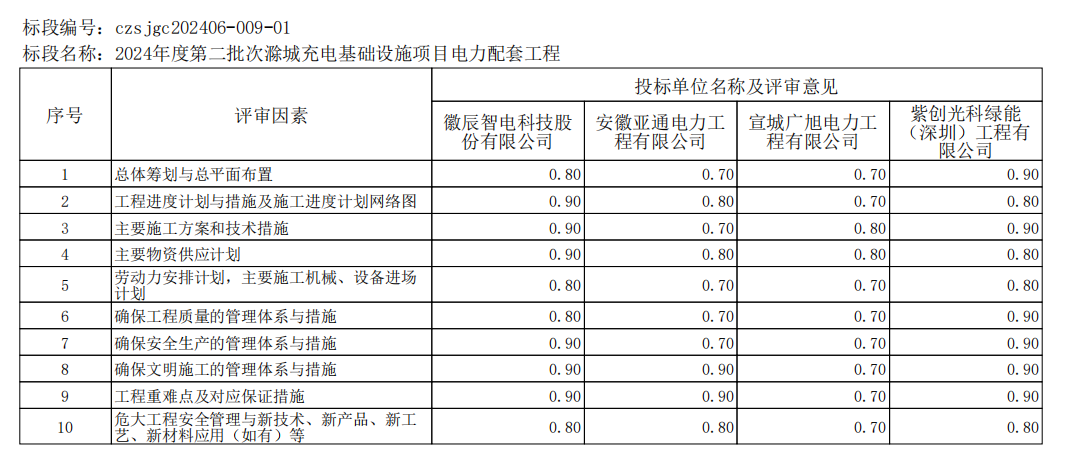 标段编号：czsjgc202406-009-01
标段名称：2024年度第二批次滁城充电基础设施项目电力配套工程
序号 评审因素 投标单位名称及评审意见
徽辰智电科技股份有限公司 安徽亚通电力工程有限公司 宣城广旭电力工程有限公司 紫创光科绿能（深圳）工程有限公司
1 总体筹划与总平面布置 0.80 0.70 0.70 0.90
2 工程进度计划与措施及施工进度计划网络图 0.90 0.80 0.70 0.80
3 主要施工方案和技术措施 0.90 0.70 0.80 0.90
4 主要物资供应计划 0.90 0.80 0.80 0.80
5 劳动力安排计划，主要施工机械、设备进场计划 0.80 0.70 0.70 0.80
6 确保工程质量的管理体系与措施 0.80 0.70 0.70 0.90
7 确保安全生产的管理体系与措施 0.90 0.70 0.70 0.90
8 确保文明施工的管理体系与措施 0.90 0.90 0.70 0.90
9 工程重难点及对应保证措施 0.90 0.90 0.70 0.90
10 危大工程安全管理与新技术、新产品、新工艺、新材料应用（如有）等 0.80 0.80 0.70 0.80